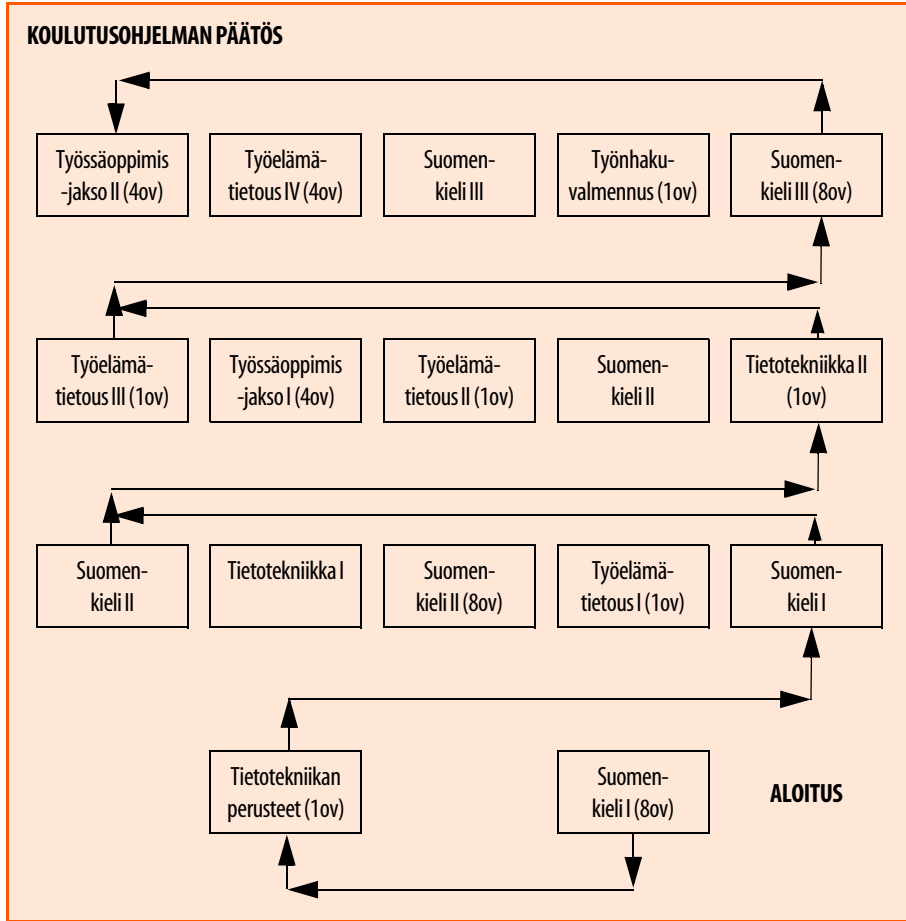 KOULUTUSOHJELMAN PÄÄTÖS
Työssäoppimis
-jakso II (4ov)
Työelämä-
tietous IV (4ov)
Suomen-
kieli III
Työnhaku-
valmennus (1ov)
Suomen-
kieli III (8ov)
Työelämä-
tietous III (1ov)
Työssäoppimis
-jakso I (4ov)
Työelämä-
tietous II (1ov)
Suomen-
kieli II
Tietotekniikka II
(1ov)
Suomen-
kieli II
Tietotekniikka I
Suomen-
kieli II (8ov)
Työelämä-
tietous I (1ov)
Suomen-
kieli I
Tietotekniikan
perusteet (1ov)
Suomen-
kieli I (8ov)
ALOITUS